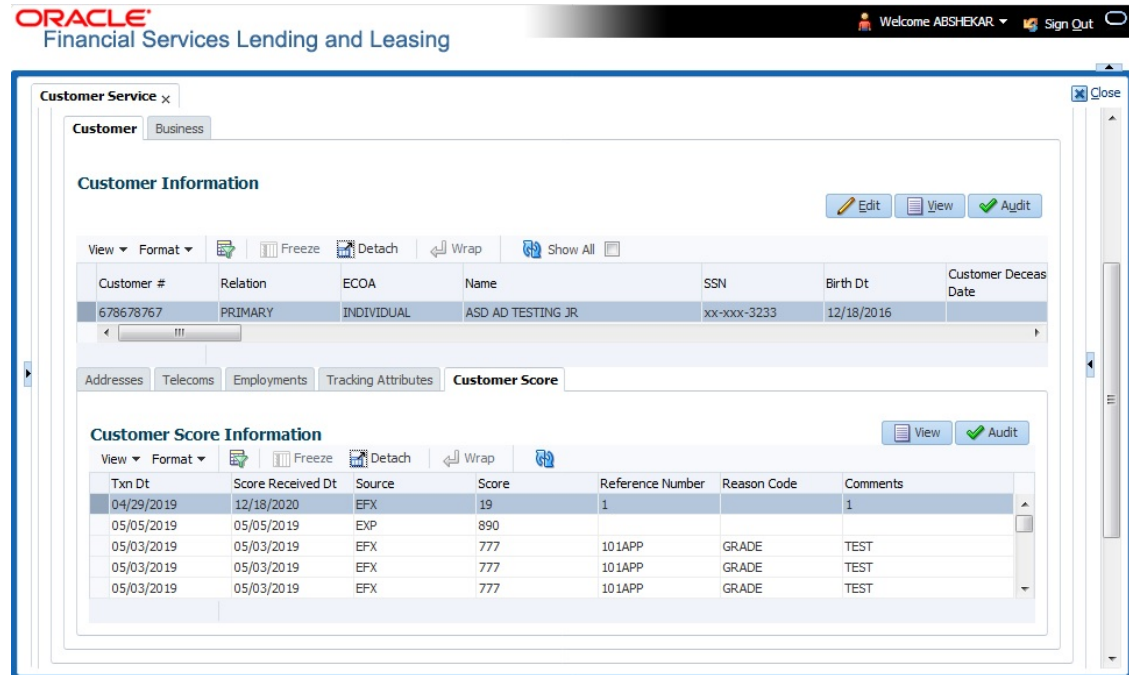 ORACLE
Financial Services Lending and Leasing
Welcome ABSHEKAR
Sign Out
Customer Service x
Close
Customer
Business
Customer Information
Edit
View
Audit
View Format Freeze Detach Wrap Show All
Customer # Relation ECOA Name SSN Birth Dt Customer Deceas
Date
678678767 PRIMARY INDIVIDUAL ASD AD TESTING JR xx-xxx-3233 12/18/2016
Addresses Telecoms Employments Tracking Attributes Customer Score
Customer Score Information
View
Audit
View Format Freeze Detach Wrap
Txn Dt Score Received Dt Source Score Reference Number Reason Code Comments
04/29/2019 12/18/2020 EFX 19 1 1
05/05/2019 05/05/2019 EXP 890
05/03/2019 05/03/2019 EFX 777 101APP GRADE TEST
05/03/2019 05/03/2019 EFX 777 101APP GRADE TEST
05/03/2019 05/03/2019 EFX 777 101APP GRADE TEST